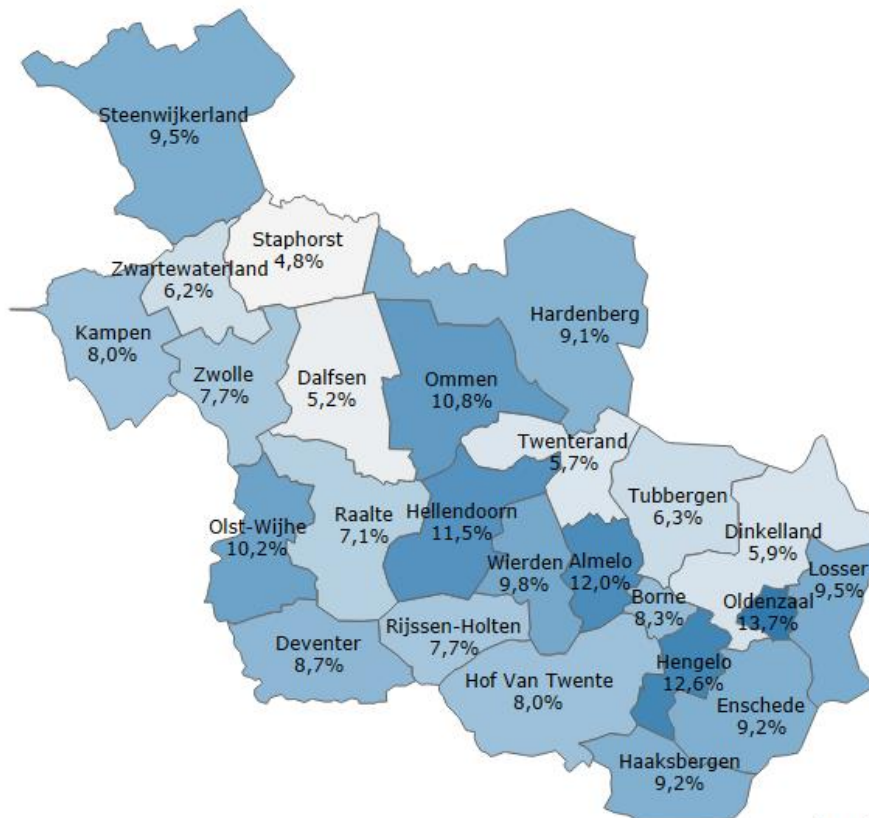 Steenwijkerland
9,5%
Staphorst
4,8%
Zwartewaterland
6,2%
Hardenberg
9,1%
Kampen
8,0%
Zwolle
7,7%
Dalfsen
5,2%
Ommen
10,8%
Twenterand
5,7%
Tubbergen
6,3%
Olst-Wijhe
10,2%
Raalte
7,1%
Hellendoorn
11,5%
Dinkelland
5,9%
Wierden
9,8%
Almelo
12,0%
Losser
9,5%
Borne
8,3%
Oldenzaal
13,7%
Deventer
8,7%
Rijssen-Holten
7,7%
Hengelo
12,6%
Hof Van Twente
8,0%
Enschede
9,2%
Haaksbergen
9,2%